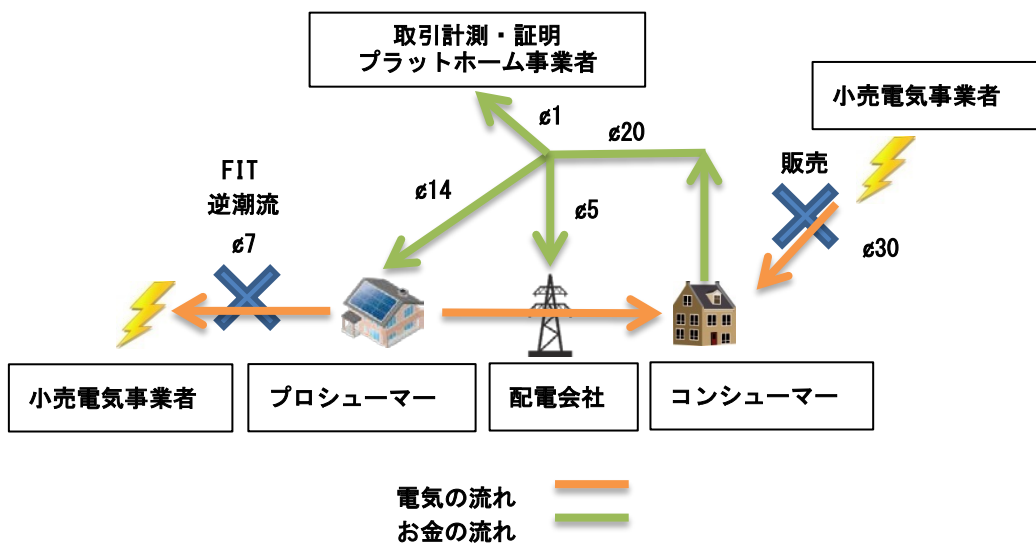 取引計測・証明
プラットホーム事業者
小売電気事業者
¢1
¢20
販売
FIT
逆潮流
¢7
¢14
¢5
¢30
小売電気事業者
プロシューマー
配電会社
コンシューマー
電気の流れ
お金の流れ